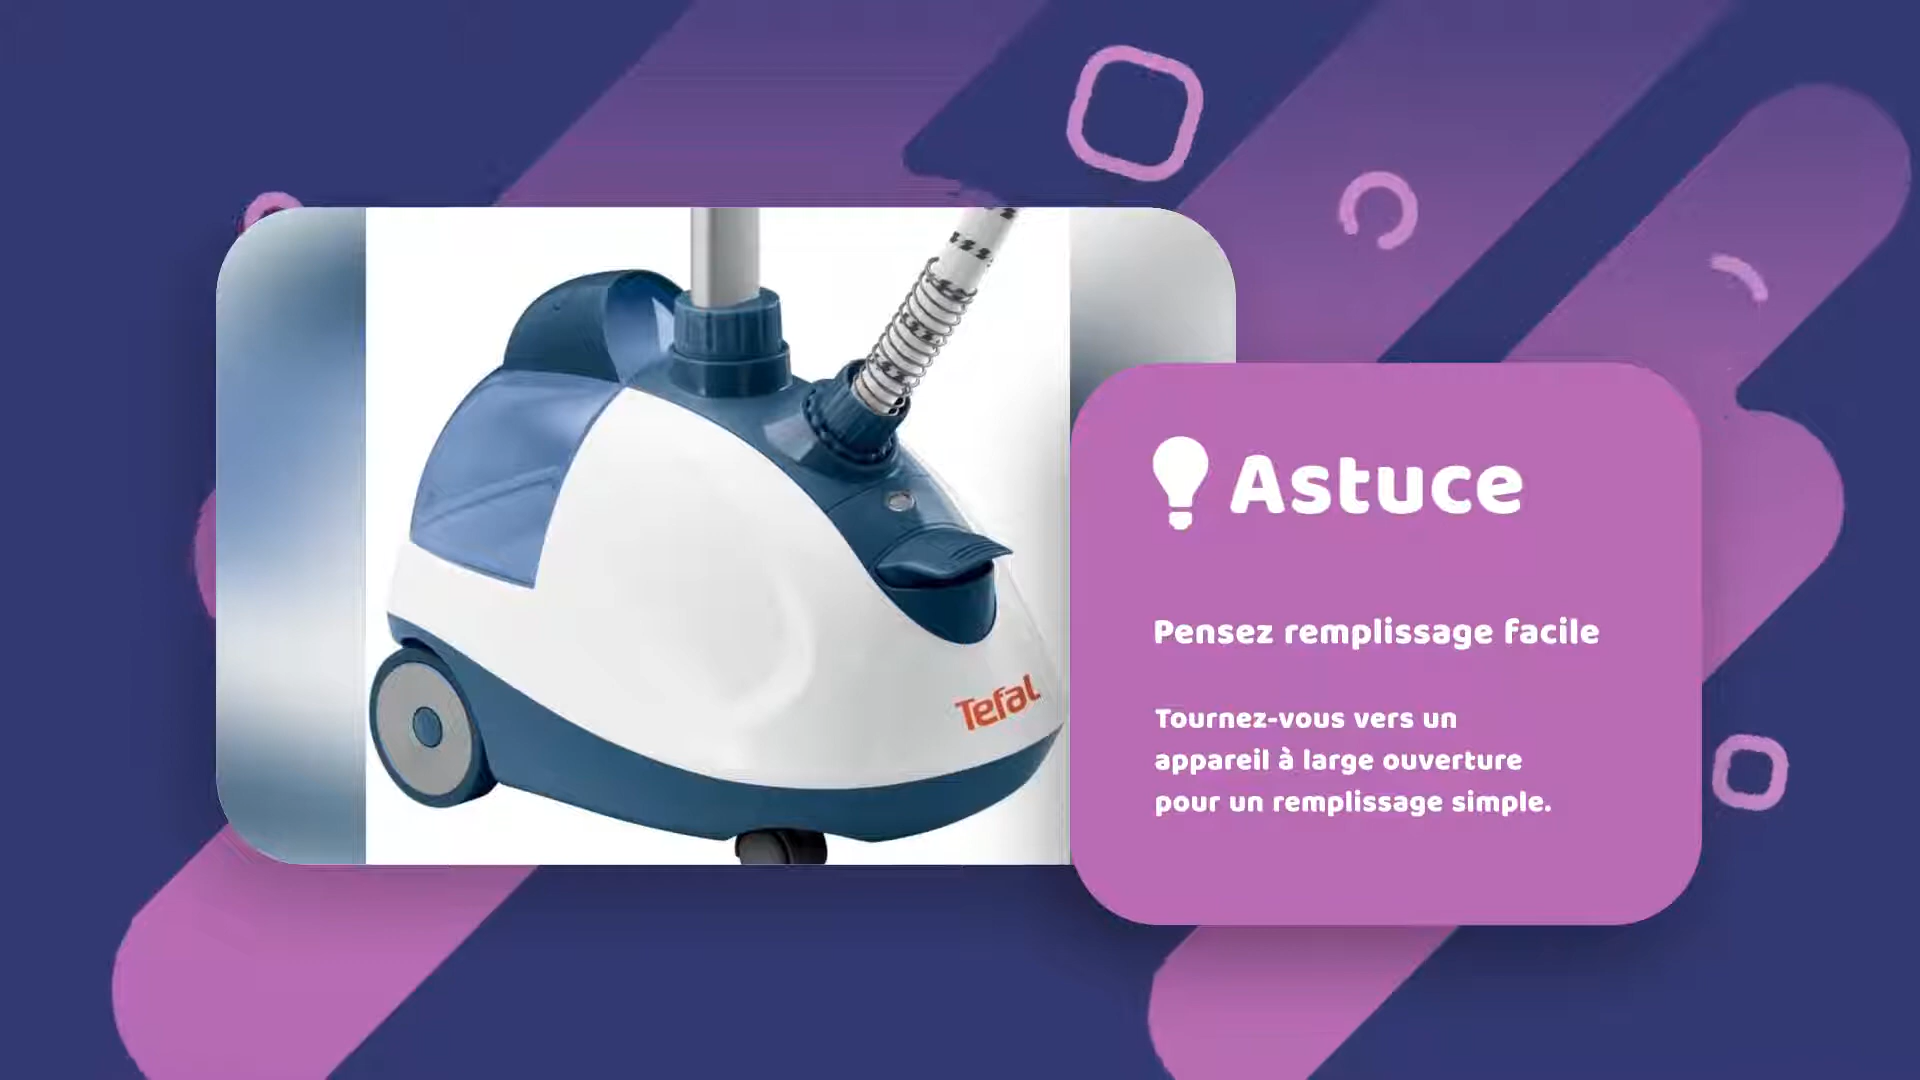 Tefal
Astuce
Pensez remplissage facile
Tournez-vous vers un
appareil à large ouverture
pour un remplissage simple.